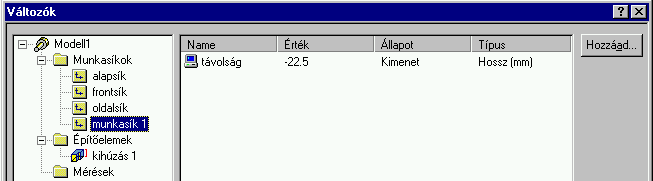 Változók
Modell1
Munkasíkok
alapsík
frontsík
oldalsík
munkasík 1
Építőelemek
kihúzás 1
Mérések
Name Érték Állapot Típus
távolság -22.5 Kimenet Hossz (mm)
Hozzáad...